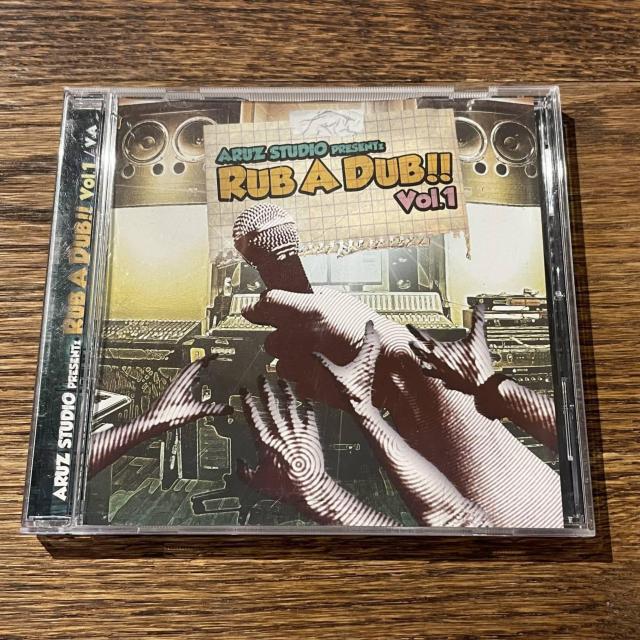 ARUZ STUDIO PRESENTz
RUB A DUB!!
Vol.1
ARUZ STUDIO PRESENTz RUB A DUB!! Vol.1 / VA